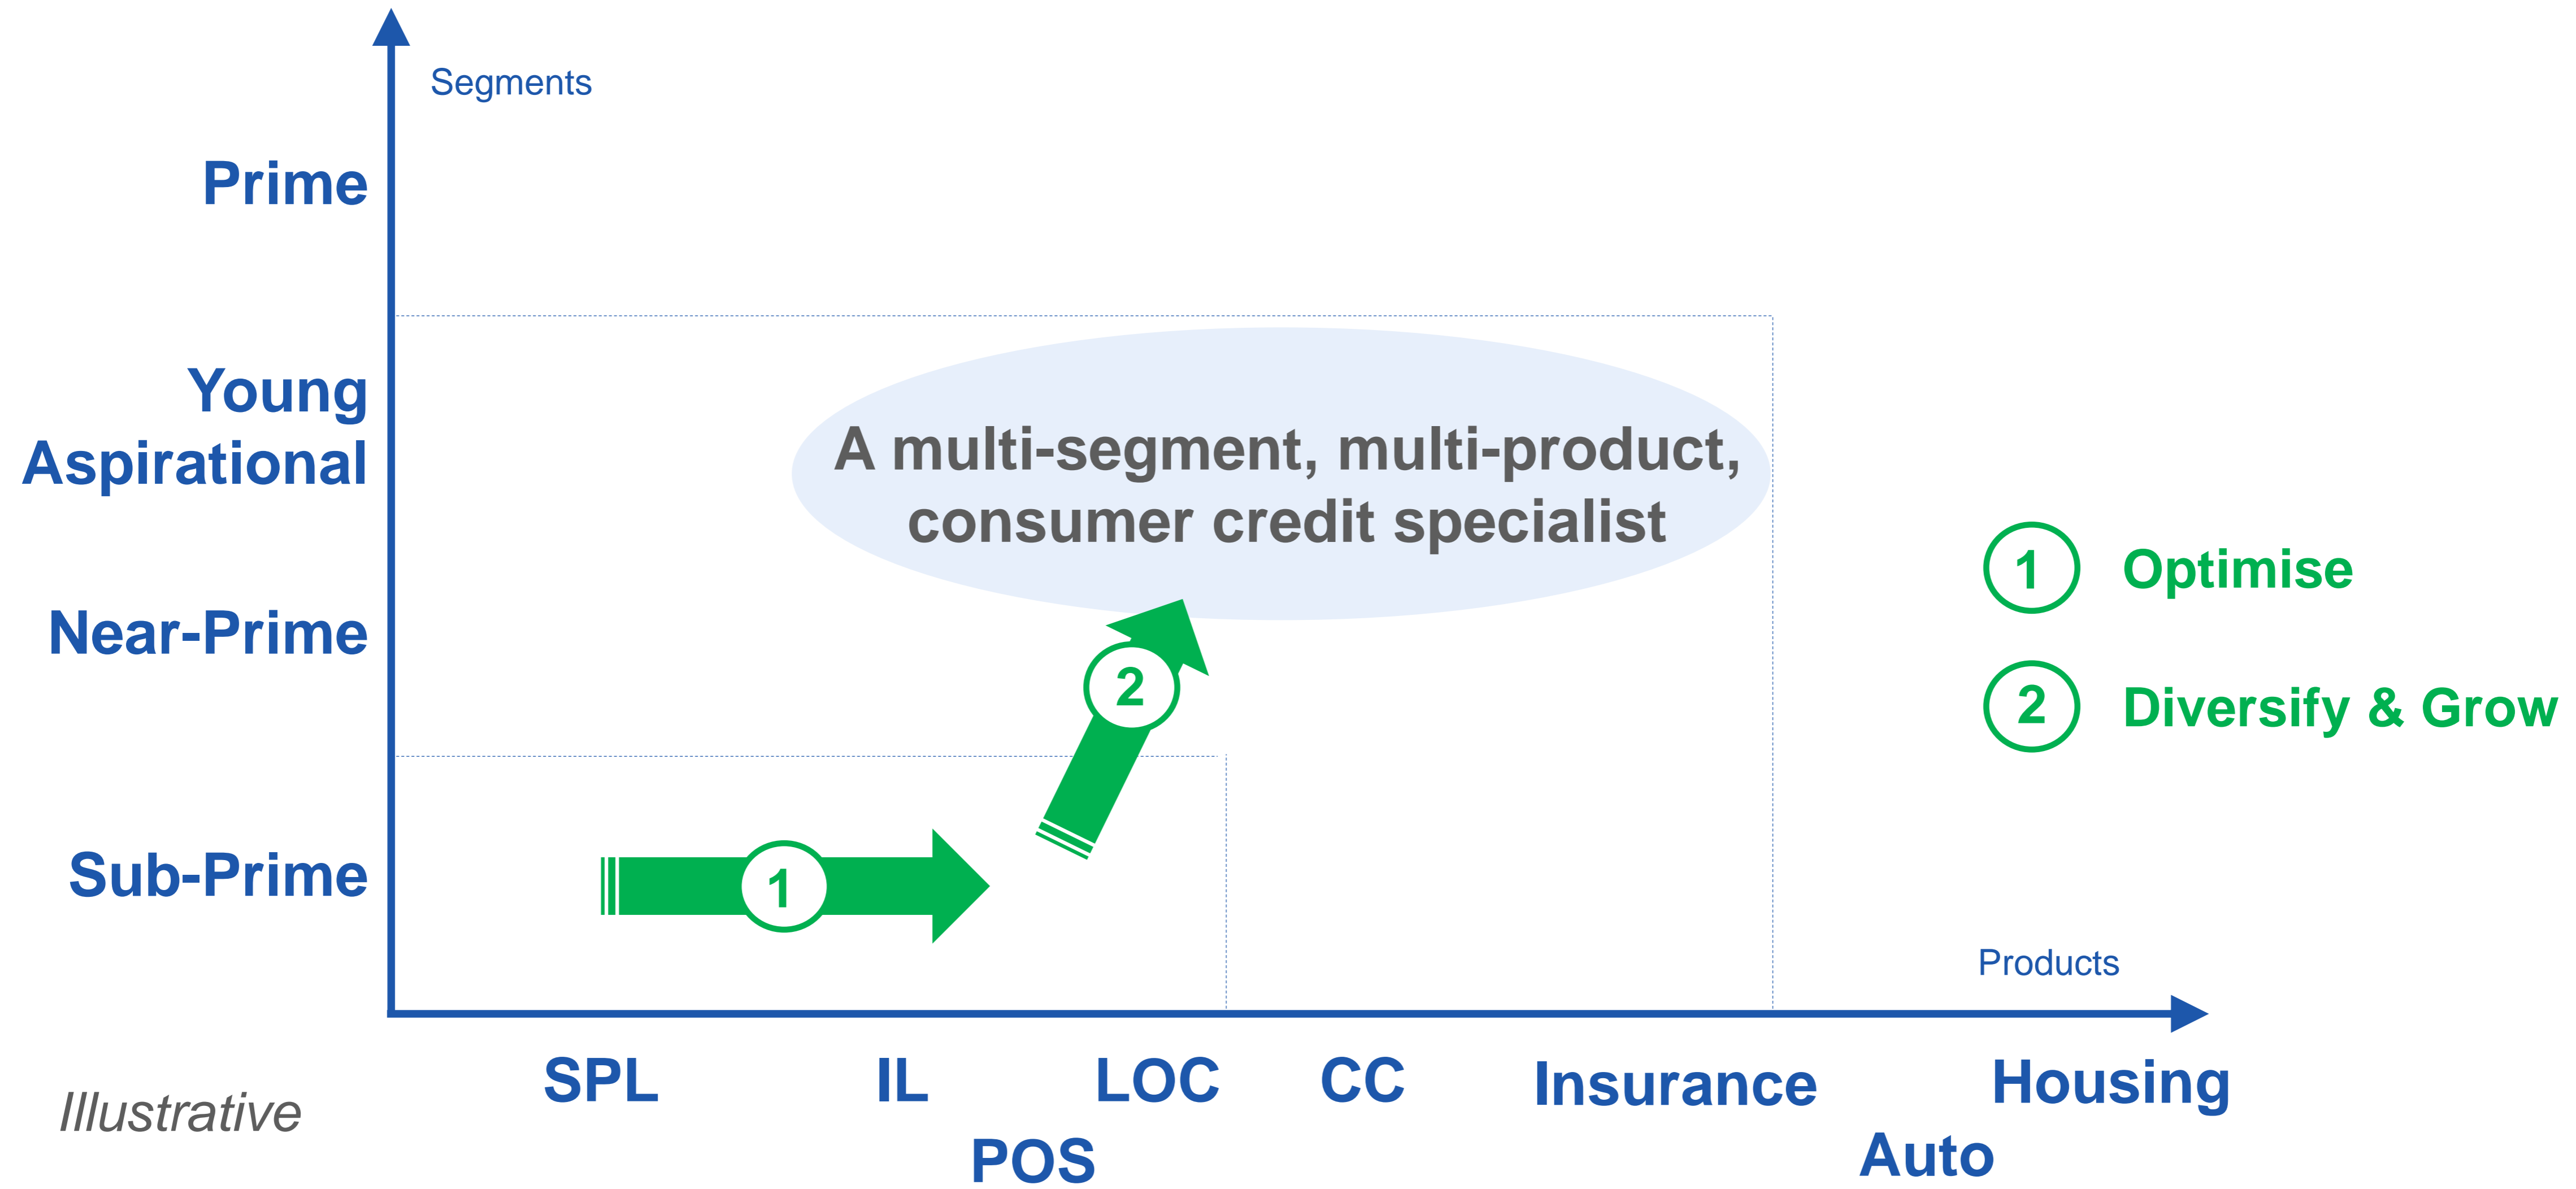 Segments
Prime
Young
Aspirational
A multi-segment, multi-product,
consumer credit specialist
Near-Prime
Sub-Prime
1
2
1 Optimise
2 Diversify & Grow
Products
SPL IL LOC CC Insurance Housing
POS Auto
Illustrative